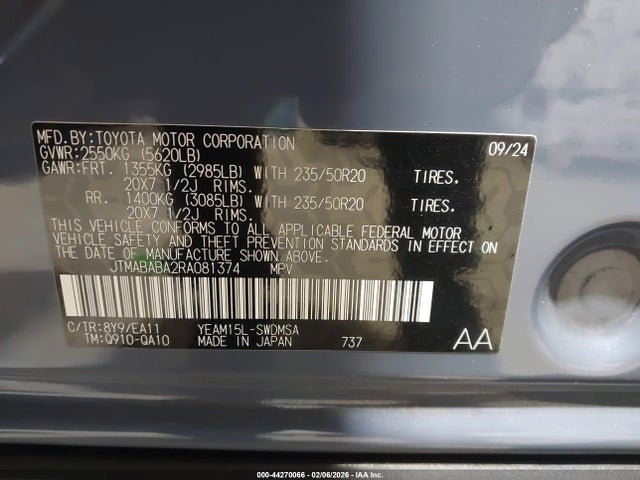 MFD.BY:TOYOTA MOTOR CORPORATION 09/24
GVWR:2550KG (5620LB)
GAWR:FRT. 1355KG (2985LB) WITH 235/50R20 TIRES.
20X7 1/2J RIMS.
RR. 1400KG (3085LB) WITH 235/50R20 TIRES.
20X7 1/2J RIMS.
THIS VEHICLE CONFORMS TO ALL APPLICABLE FEDERAL MOTOR
VEHICLE SAFETY AND THEFT PREVENTION STANDARDS IN EFFECT ON
THE DATE OF MANUFACTURE SHOWN ABOVE.
JTMABABA2RA081374 MPV
C/TR:8Y9/EA11 YEAM15L-SWDMSA
TM:Q910-QA10 MADE IN JAPAN 737 AA
000-44270066 - 02/06/2026 - IAA Inc.